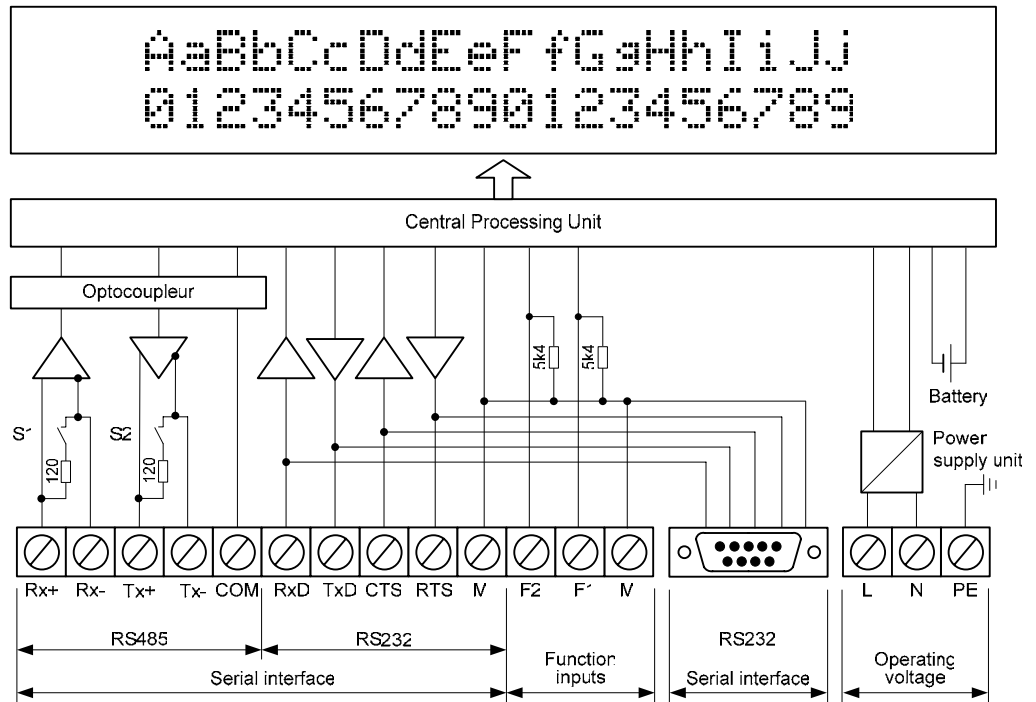 AaBbCcDdEeFfGgHhIiJj
01234567890123456789
Central Processing Unit
Optocoupleur
5k4
5k4
Battery
S1
S2
120
120
Power
supply unit
Rx+ Rx- Tx+ Tx- COM RxD TxD CTS RTS M F2 F1 M L N PE
RS485
RS232
RS232
Function
inputs
Operating
voltage
Serial interface
Serial interface